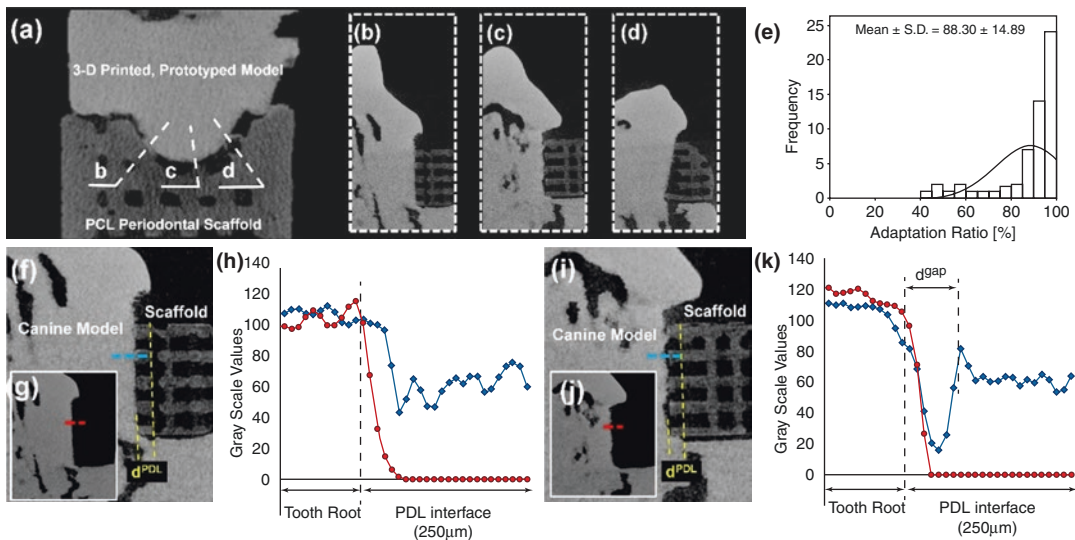 (a)
3-D Printed, Prototyped Model
b
c
d
PCL Periodontal Scaffold
(b)
(c)
(d)
(e)
Mean ± S.D. = 88.30 ± 14.89
Frequency
25
20
15
10
5
0
0 20 40 60 80 100
Adaptation Ratio [%]
(f)
Scaffold
Canine Model
(g)
d^PDL
(h)
Gray Scale Values
140
120
100
80
60
40
20
0
Tooth Root
PDL interface
(250μm)
(i)
Scaffold
Canine Model
(j)
d^PDL
(k)
d^gap
Gray Scale Values
140
120
100
80
60
40
20
0
Tooth Root
PDL interface
(250μm)